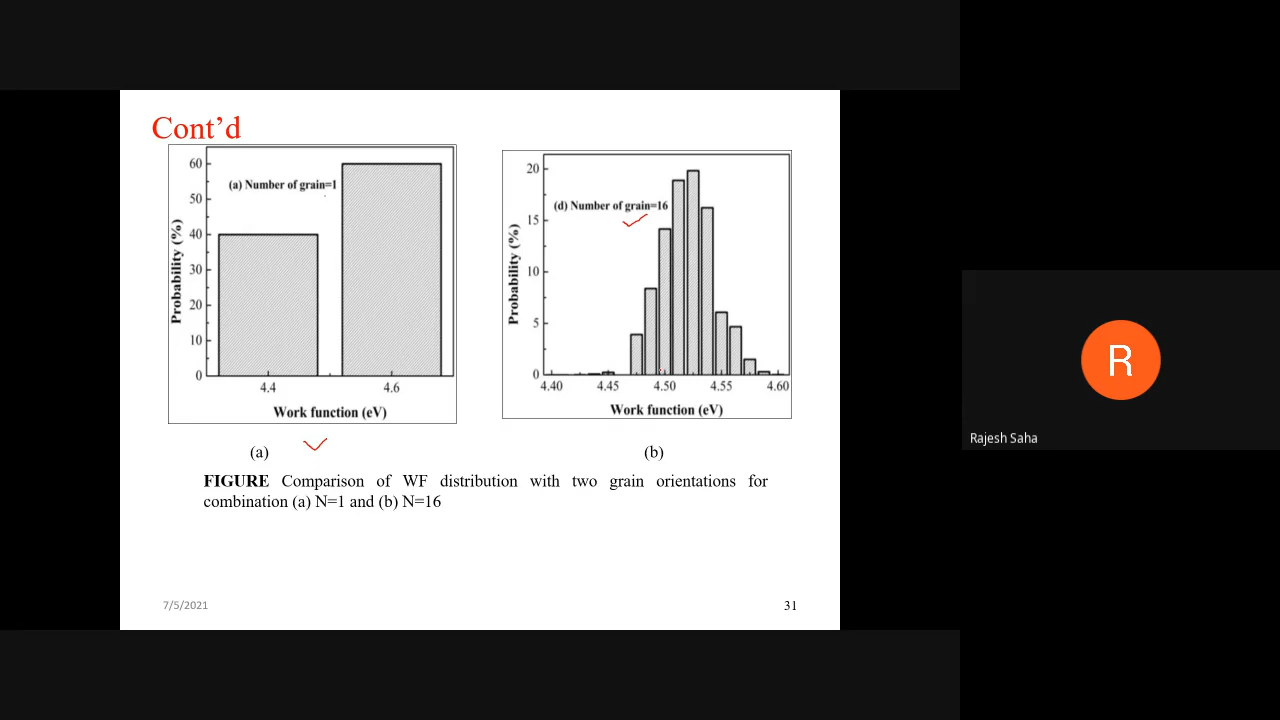 Cont’d
60
50
40
30
20
10
0
Probability (%)
(a) Number of grain=1
4.4 4.6
Work function (eV)
(a)
20
15
10
5
0
Probability (%)
(d) Number of grain=16
4.40 4.45 4.50 4.55 4.60
Work function (eV)
(b)
FIGURE Comparison of WF distribution with two grain orientations for
combination (a) N=1 and (b) N=16
7/5/2021
31
R
Rajesh Saha